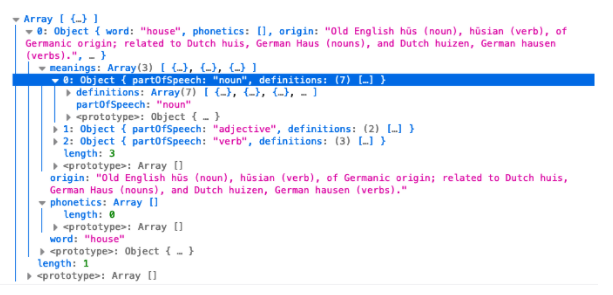 Array [ {…} ]
0: Object { word: "house", phonetics: [], origin: "Old English hūs (noun), hūsian (verb), of
Germanic origin; related to Dutch huis, German Haus (nouns), and Dutch huizen, German hausen
(verbs).", … }
meanings: Array(3) [ {…}, {…}, {…} ]
0: Object { partOfSpeech: "noun", definitions: (7) […] }
definitions: Array(7) [ {…}, {…}, {…}, … ]
partOfSpeech: "noun"
<prototype>: Object { … }
1: Object { partOfSpeech: "adjective", definitions: (2) […] }
2: Object { partOfSpeech: "verb", definitions: (3) […] }
length: 3
<prototype>: Array []
origin: "Old English hūs (noun), hūsian (verb), of Germanic origin; related to Dutch huis,
German Haus (nouns), and Dutch huizen, German hausen (verbs)."
phonetics: Array []
length: 0
<prototype>: Array []
word: "house"
<prototype>: Object { … }
length: 1
<prototype>: Array []